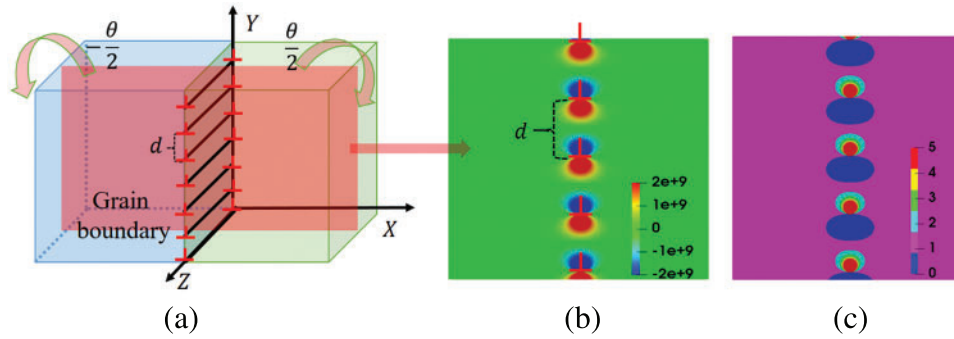 −θ/2
θ/2
Y
d
Grain
boundary
X
Z
(a)
d
2e+9
1e+9
0
-1e+9
-2e+9
(b)
5
4
3
2
1
0
(c)